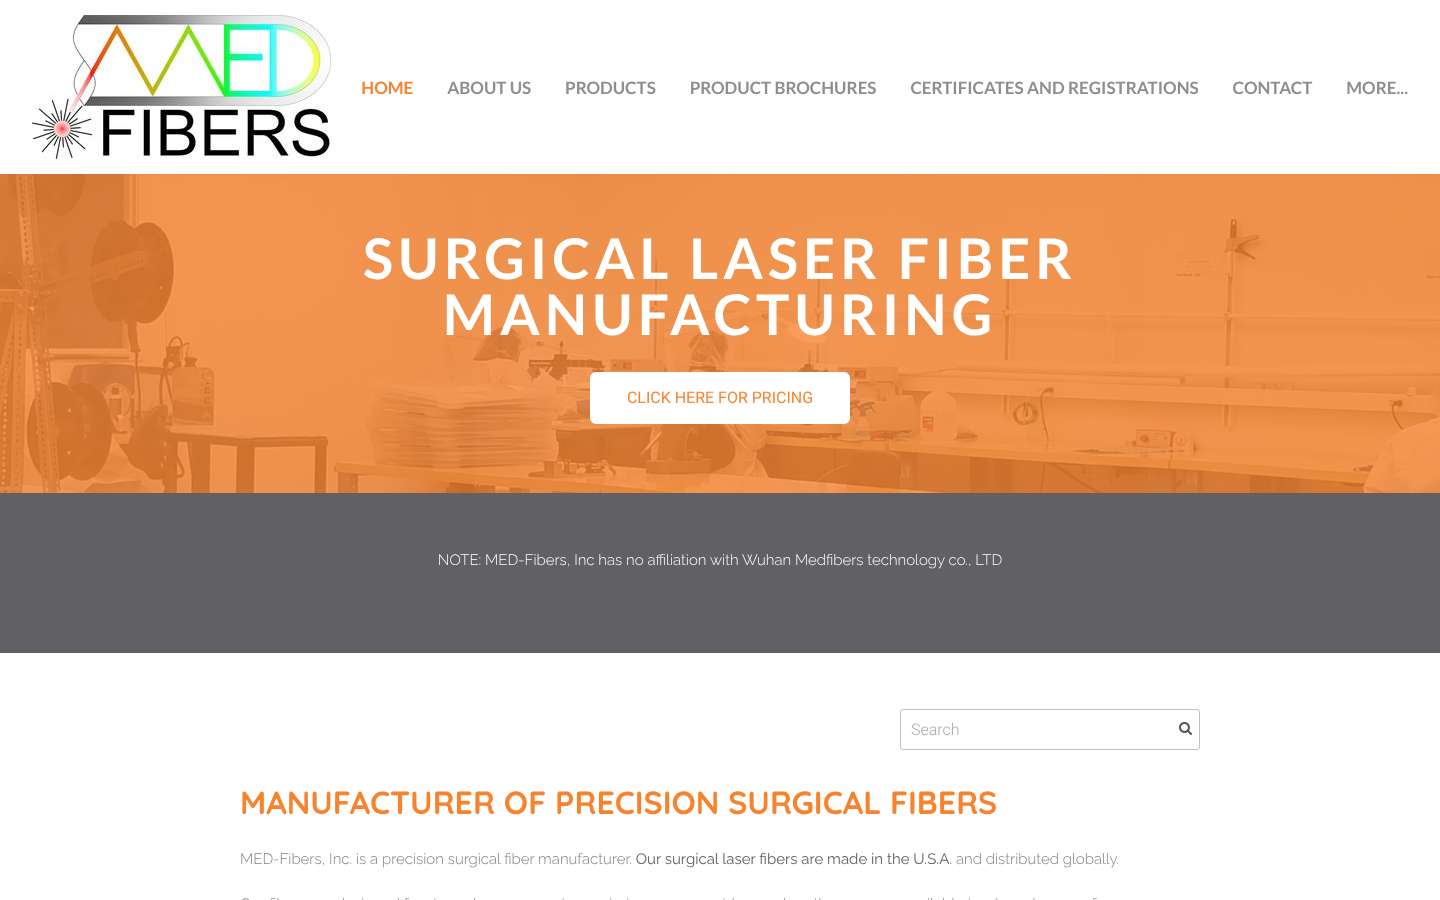 MED
FIBERS
HOME
ABOUT US
PRODUCTS
PRODUCT BROCHURES
CERTIFICATES AND REGISTRATIONS
CONTACT
MORE...
SURGICAL LASER FIBER
MANUFACTURING
CLICK HERE FOR PRICING
NOTE: MED-Fibers, Inc has no affiliation with Wuhan Medfibers technology co., LTD
Search
MANUFACTURER OF PRECISION SURGICAL FIBERS
MED-Fibers, Inc. is a precision surgical fiber manufacturer. Our surgical laser fibers are made in the U.S.A. and distributed globally.